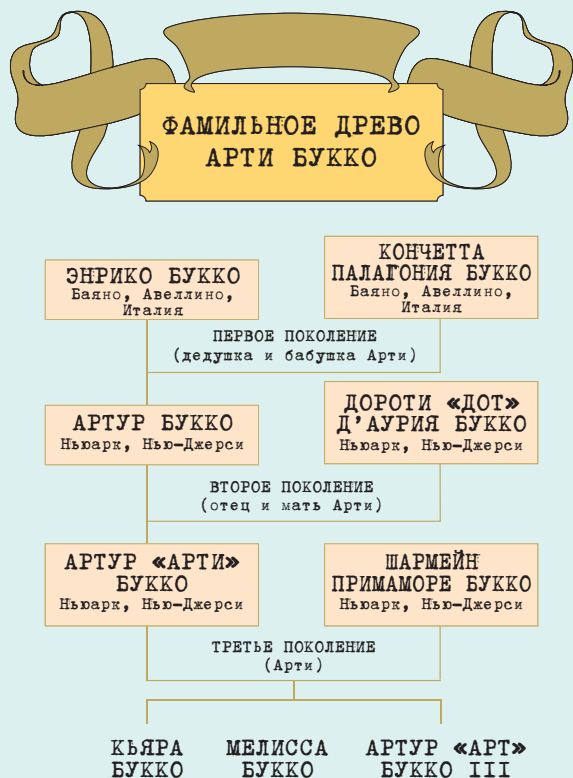 ФАМИЛЬНОЕ ДРЕВО
АРТИ БУККО
ЭНРИКО БУККО
Баяно, Авеллино,
Италия
КОНЧЕТТА
ПАЛАГОНИЯ БУККО
Баяно, Авеллино,
Италия
ПЕРВОЕ ПОКОЛЕНИЕ
(дедушка и бабушка Арти)
АРТУР БУККО
Ньюарк, Нью-Джерси
ДОРОТИ «ДОТ»
Д'АУРИЯ БУККО
Ньюарк, Нью-Джерси
ВТОРОЕ ПОКОЛЕНИЕ
(отец и мать Арти)
АРТУР «АРТИ»
БУККО
Ньюарк, Нью-Джерси
ШАРМЕЙН
ПРИМАМОРЕ БУККО
Ньюарк, Нью-Джерси
ТРЕТЬЕ ПОКОЛЕНИЕ
(Арти)
КЬЯРА
БУККО
МЕЛИССА
БУККО
АРТУР «АРТ»
БУККО III